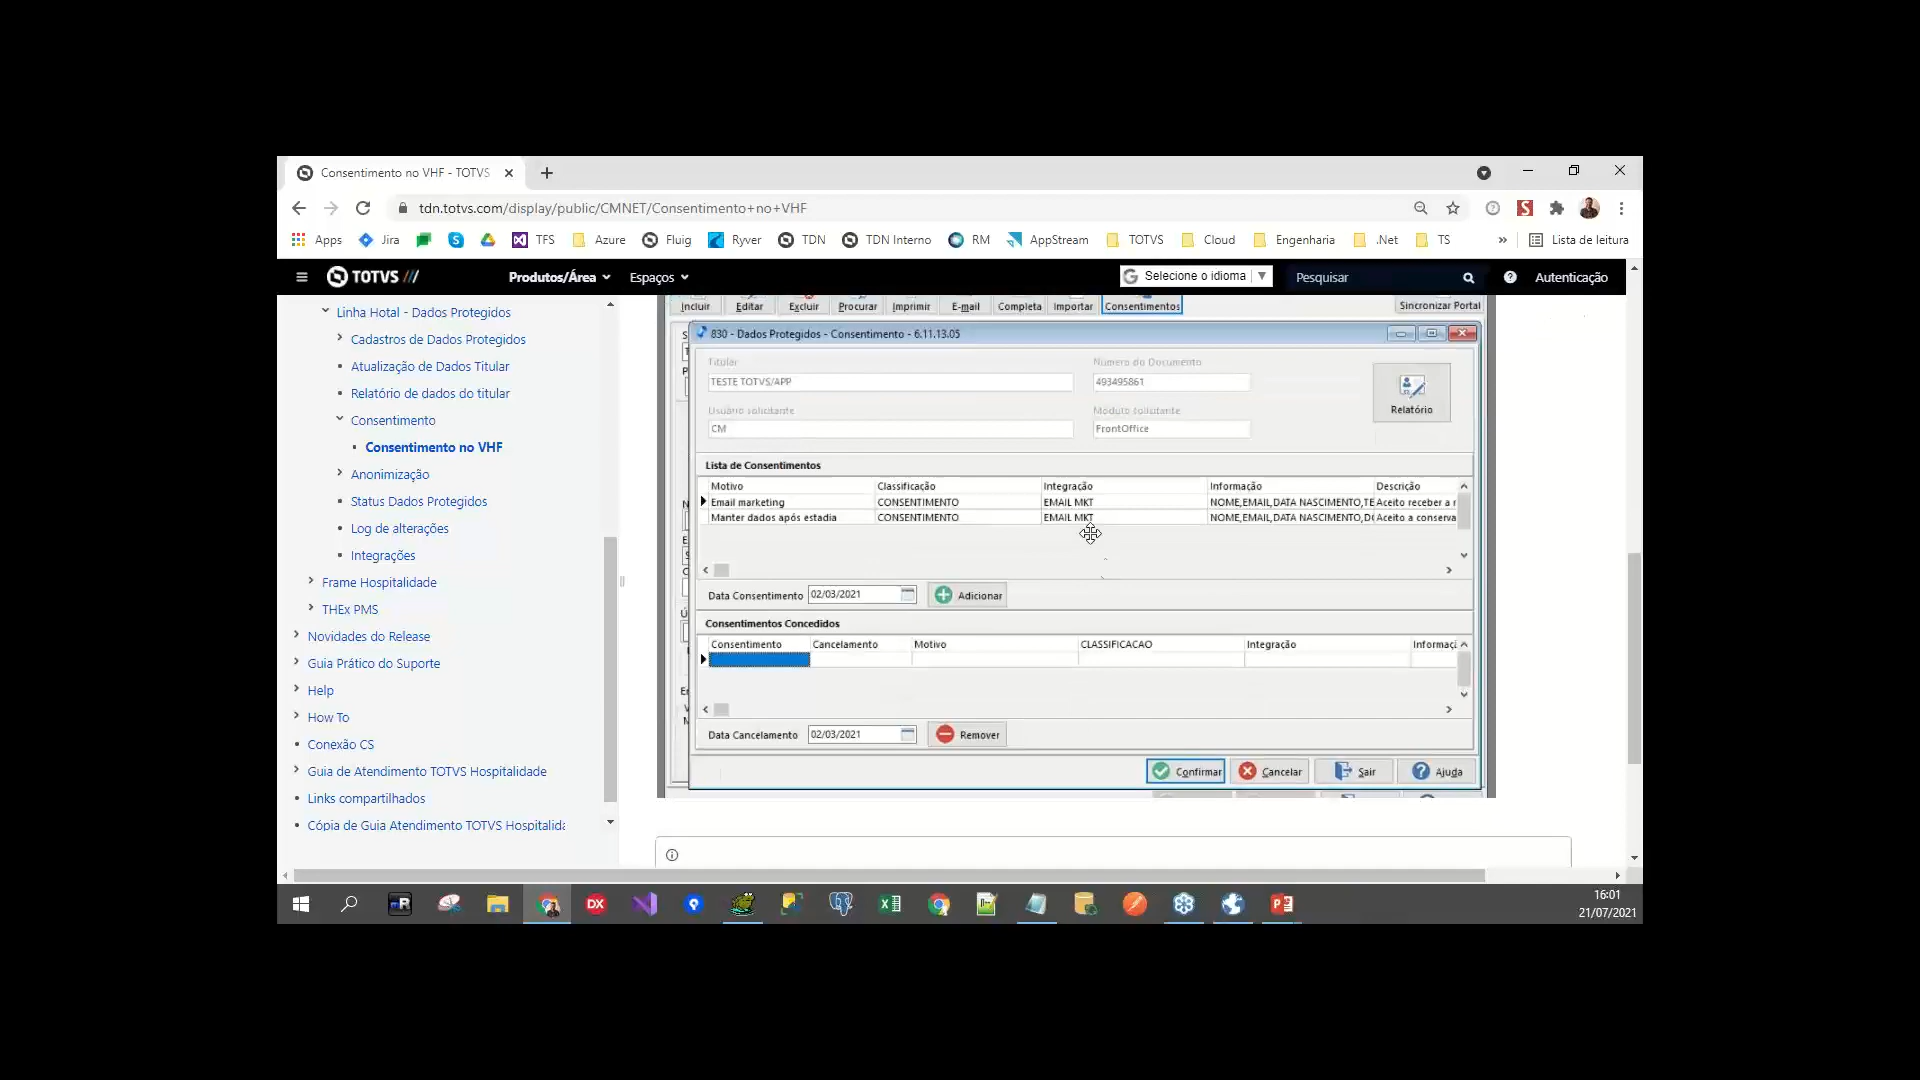 Consentimento no VHF - TOTVS
tdn.totvs.com/display/public/CMNET/Consentimento+no+VHF
Apps Jira TFS Azure Fluig Ryver TDN TDN Interno RM AppStream TOTVS Cloud Engenharia .Net TS » Lista de leitura
TOTVS Produtos/Área Espaços Selecione o idioma Pesquisar Autenticação
Linha Hotal - Dados Protegidos
Cadastros de Dados Protegidos
Atualização de Dados Titular
Relatório de dados do titular
Consentimento
Consentimento no VHF
Anonimização
Status Dados Protegidos
Log de alterações
Integrações
Frame Hospitalidade
THEx PMS
Novidades do Release
Guia Prático do Suporte
Help
How To
Conexão CS
Guia de Atendimento TOTVS Hospitalidade
Links compartilhados
Cópia de Guia Atendimento TOTVS Hospitalida
Incluir Editar Excluir Procurar Imprimir E-mail Completa Importar Consentimentos Sincronizar Portal
830 - Dados Protegidos - Consentimento - 6.11.13.05
Titular Número do Documento
TESTE TOTVS/APP 493495861
Relatório
Usuário solicitante Módulo solicitante
CM FrontOffice
Lista de Consentimentos
Motivo Classificação Integração Informação Descrição
Email marketing CONSENTIMENTO EMAIL MKT NOME,EMAIL,DATA NASCIMENTO,TE Aceito receber a r
Manter dados após estadia CONSENTIMENTO EMAIL MKT NOME,EMAIL,DATA NASCIMENTO,D Aceito a conserva
Data Consentimento 02/03/2021 Adicionar
Consentimentos Concedidos
Consentimento Cancelamento Motivo CLASSIFICACAO Integração Informaçã
Data Cancelamento 02/03/2021 Remover
Confirmar Cancelar Sair Ajuda
16:01
21/07/2021